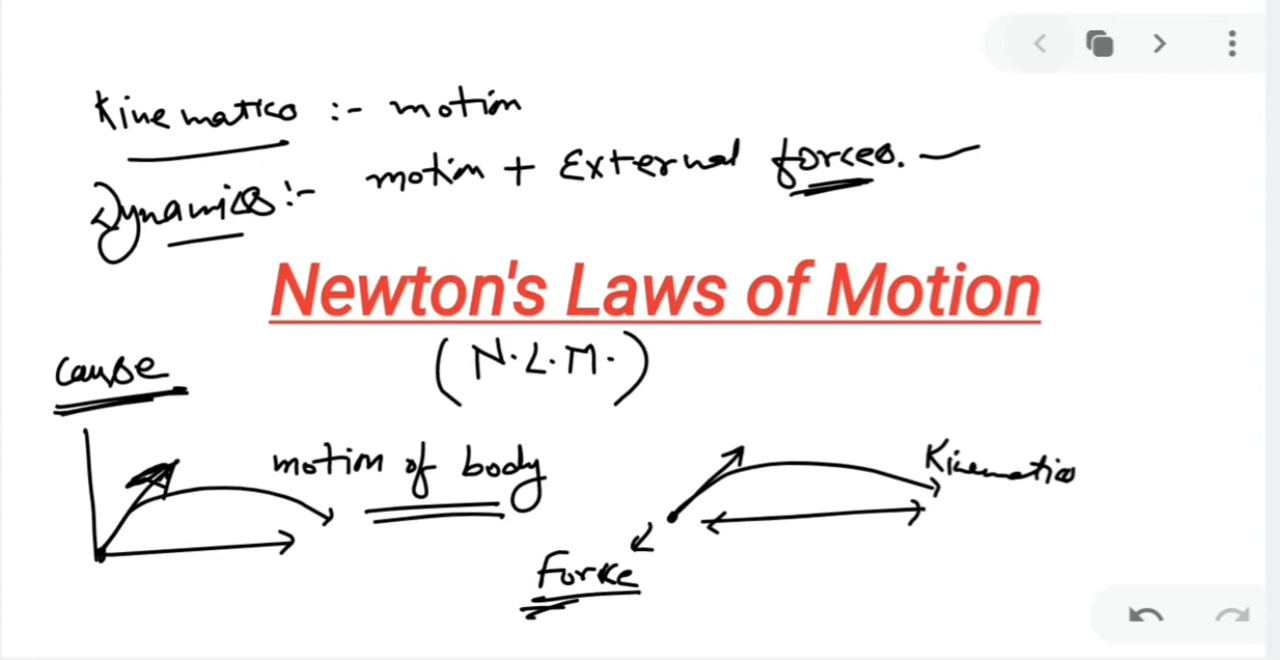 Kinematics :- motion
Dynamics :- motion + External forces.
Newton's Laws of Motion
(N.L.M.)
cause
motion of body
Kinematics
Force